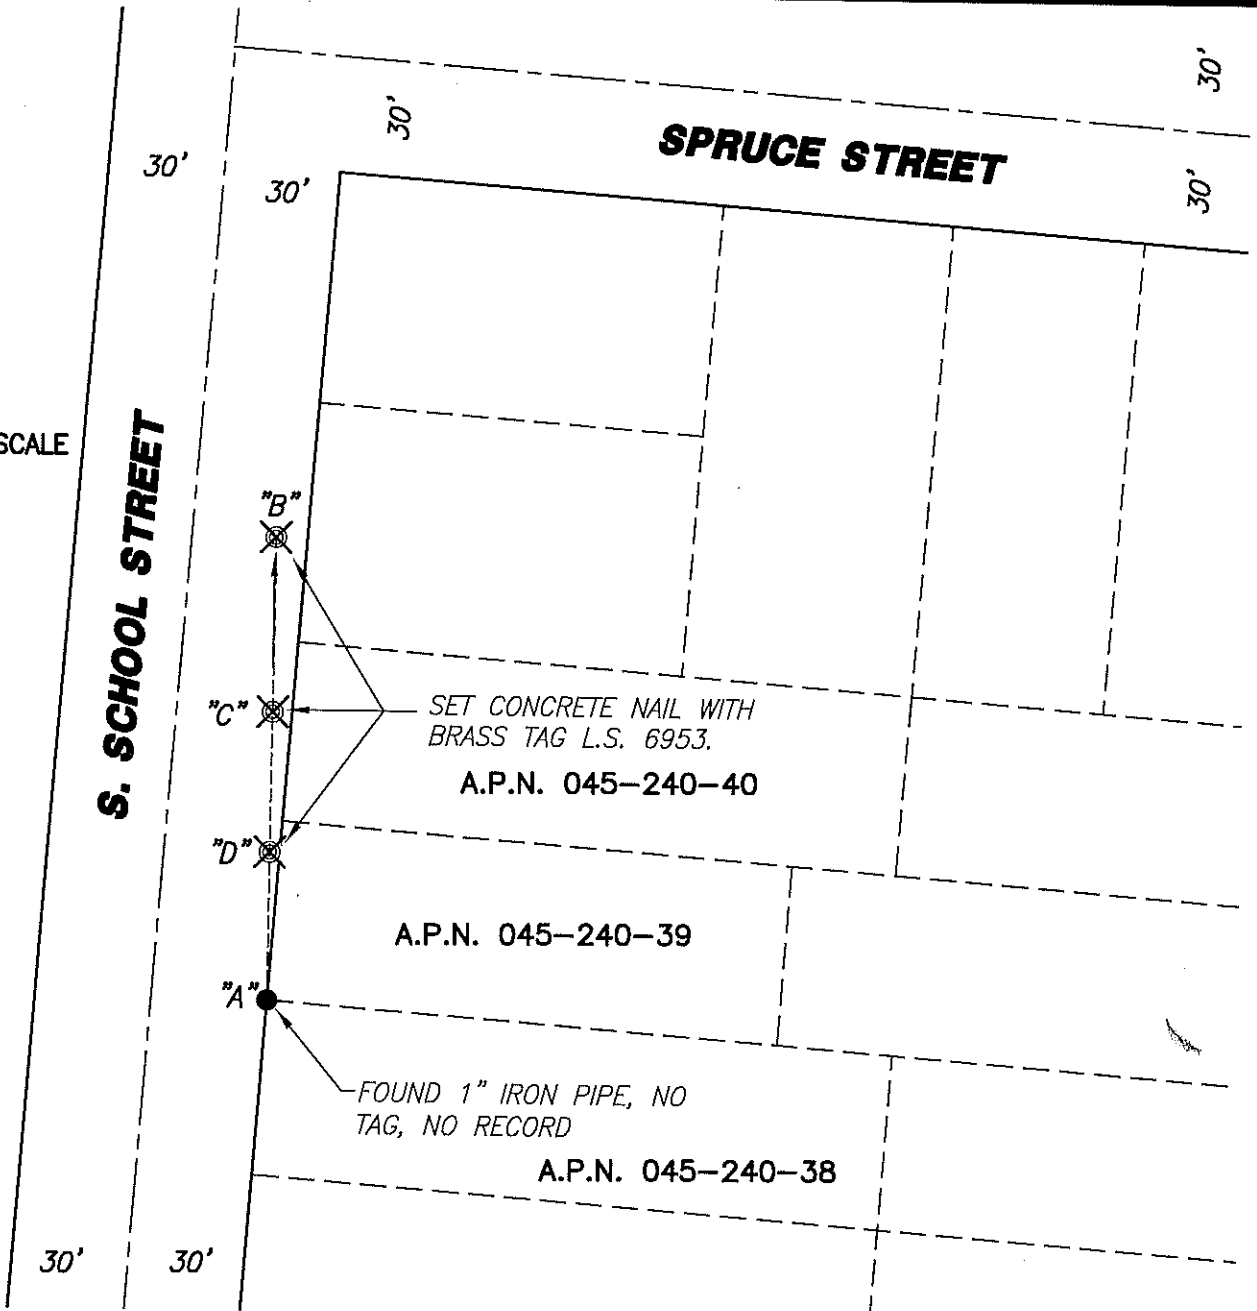 30'
30'
SPRUCE STREET
30'
30'
30'
SCALE
S. SCHOOL STREET
"B"
"C"
SET CONCRETE NAIL WITH
BRASS TAG L.S. 6953.
A.P.N. 045-240-40
"D"
A.P.N. 045-240-39
"A"
FOUND 1" IRON PIPE, NO
TAG, NO RECORD
A.P.N. 045-240-38
30'
30'